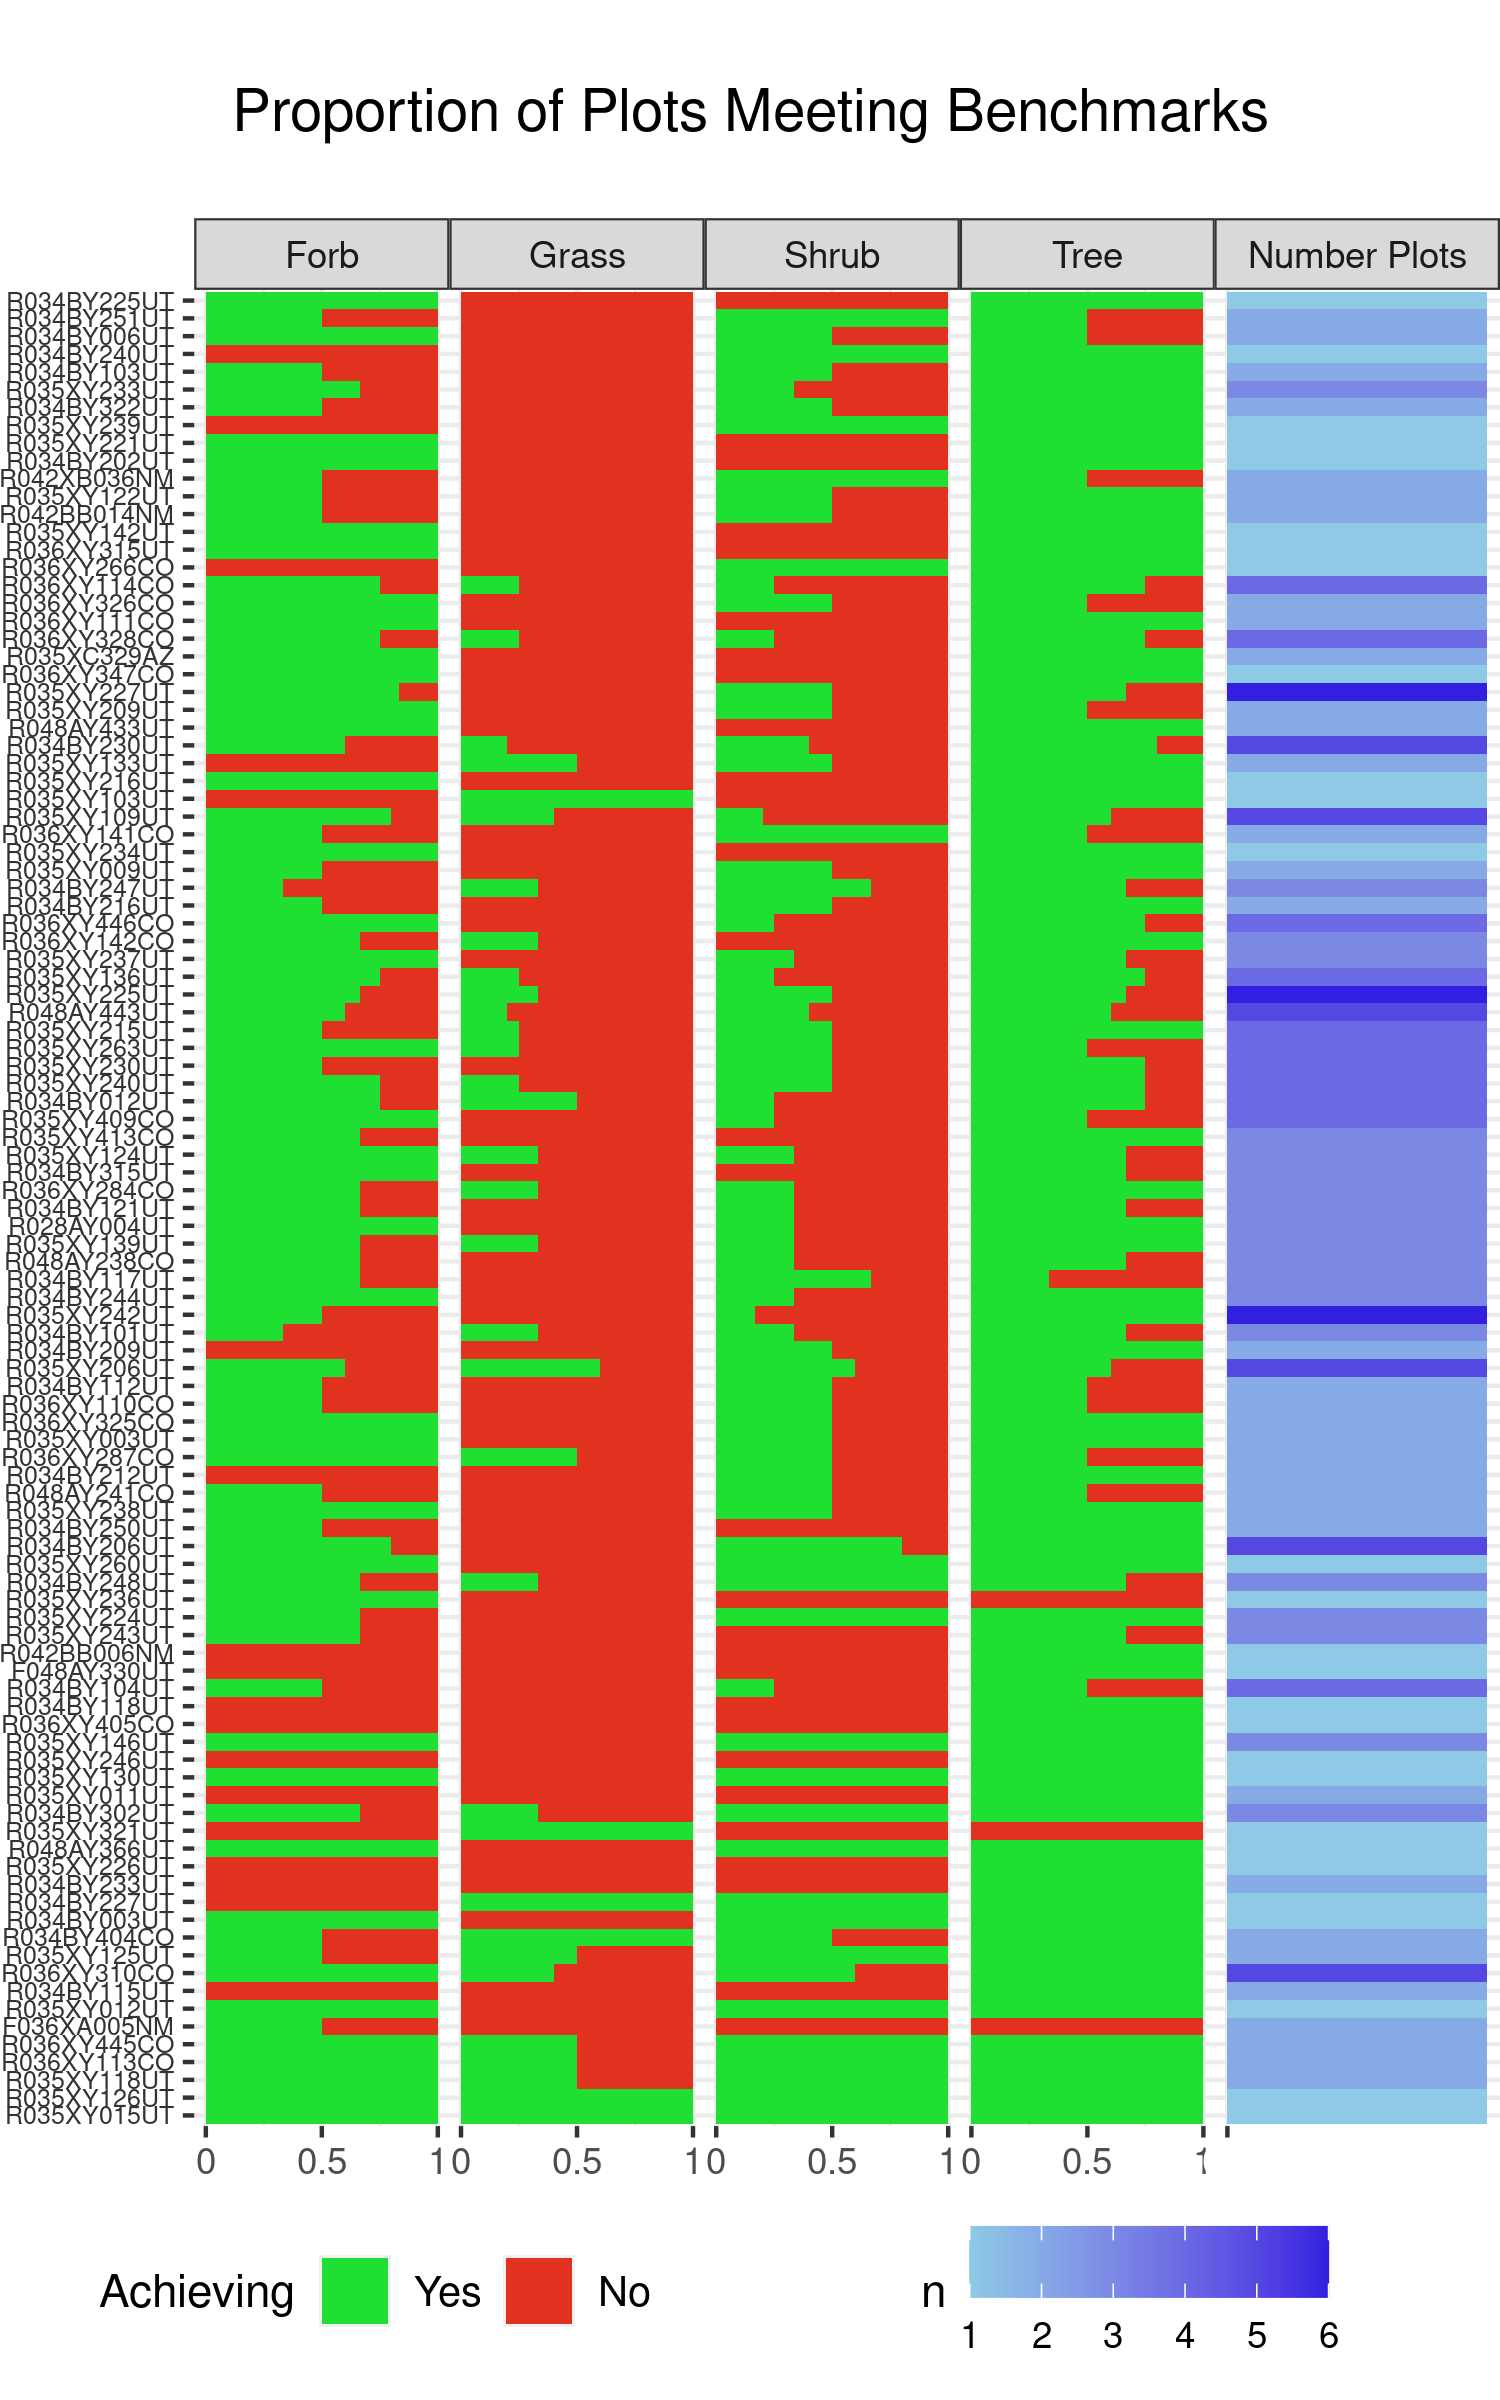 Proportion of Plots Meeting Benchmarks
Forb Grass Shrub Tree Number Plots
R034BY225UT
R034BY251UT
R034BY006UT
R034BY240UT
R034BY103UT
R035XY233UT
R034BY322UT
R035XY239UT
R035XY221UT
R034BY202UT
R042XB036NM
R035XY122UT
R042BB014NM
R035XY142UT
R036XY315UT
R036XY266CO
R036XY114CO
R036XY326CO
R036XY111CO
R036XY328CO
R035XC329AZ
R036XY347CO
R035XY227UT
R035XY209UT
R048AY433UT
R034BY230UT
R035XY133UT
R035XY216UT
R035XY103UT
R035XY109UT
R036XY141CO
R035XY234UT
R035XY009UT
R034BY247UT
R034BY216UT
R036XY446CO
R036XY142CO
R035XY237UT
R035XY136UT
R035XY225UT
R048AY443UT
R035XY215UT
R035XY263UT
R035XY230UT
R035XY240UT
R034BY012UT
R035XY409CO
R035XY413CO
R035XY124UT
R034BY315UT
R036XY284CO
R034BY121UT
R028AY004UT
R035XY139UT
R048AY238CO
R034BY117UT
R034BY244UT
R035XY242UT
R034BY101UT
R034BY209UT
R035XY206UT
R034BY112UT
R036XY110CO
R036XY325CO
R035XY003UT
R036XY287CO
R034BY212UT
R048AY241CO
R035XY238UT
R034BY250UT
R034BY206UT
R035XY260UT
R034BY248UT
R035XY236UT
R035XY224UT
R035XY243UT
R042BB006NM
F048AY330UT
R034BY104UT
R034BY118UT
R036XY405CO
R035XY146UT
R035XY246UT
R035XY130UT
R035XY011UT
R034BY302UT
R035XY321UT
R048AY366UT
R035XY226UT
R034BY233UT
R034BY227UT
R034BY003UT
R034BY404CO
R035XY125UT
R036XY310CO
R034BY115UT
R035XY012UT
F036XA005NM
R036XY445CO
R036XY113CO
R035XY118UT
R035XY126UT
R035XY015UT
0 0.5 1 0 0.5 1 0 0.5 1 0 0.5 1
Achieving Yes No n
1 2 3 4 5 6